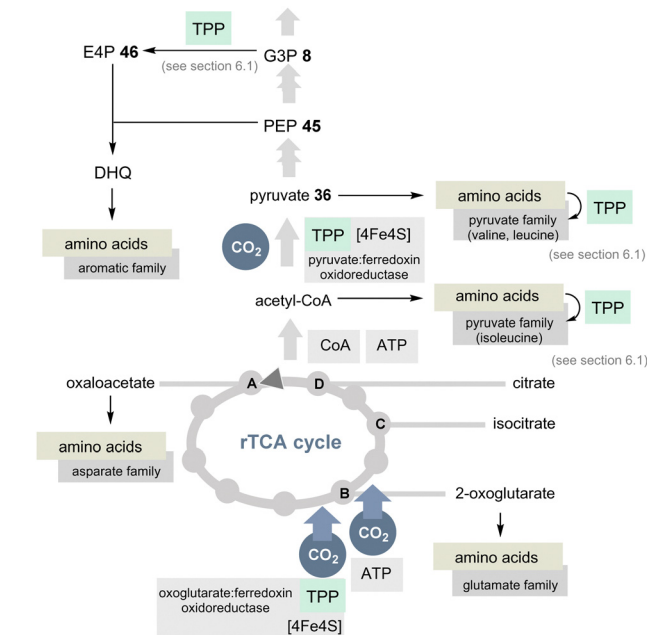 TPP
E4P 46
G3P 8
(see section 6.1)
PEP 45
DHQ
pyruvate 36
amino acids
TPP
pyruvate family
(valine, leucine)
(see section 6.1)
amino acids
aromatic family
CO2
TPP
[4Fe4S]
pyruvate:ferredoxin
oxidoreductase
acetyl-CoA
amino acids
TPP
pyruvate family
(isoleucine)
(see section 6.1)
CoA
ATP
oxaloacetate
A
D
citrate
C
isocitrate
amino acids
asparate family
rTCA cycle
B
2-oxoglutarate
CO2
CO2
amino acids
glutamate family
ATP
oxoglutarate:ferredoxin
oxidoreductase
TPP
[4Fe4S]